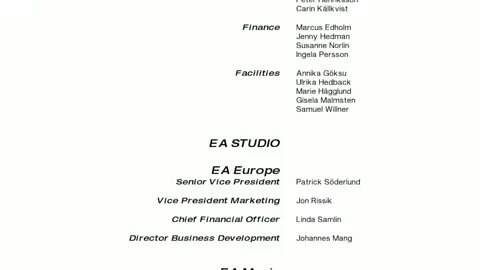 Peter Henriksson
Carin Källkvist
Finance Marcus Edholm
Jenny Hedman
Susanne Norlin
Ingela Persson
Facilities Annika Göksu
Ulrika Hedback
Marie Hägglund
Gisela Malmsten
Samuel Willner
EA STUDIO
EA Europe
Senior Vice President Patrick Söderlund
Vice President Marketing Jon Rissik
Chief Financial Officer Linda Samlin
Director Business Development Johannes Mang